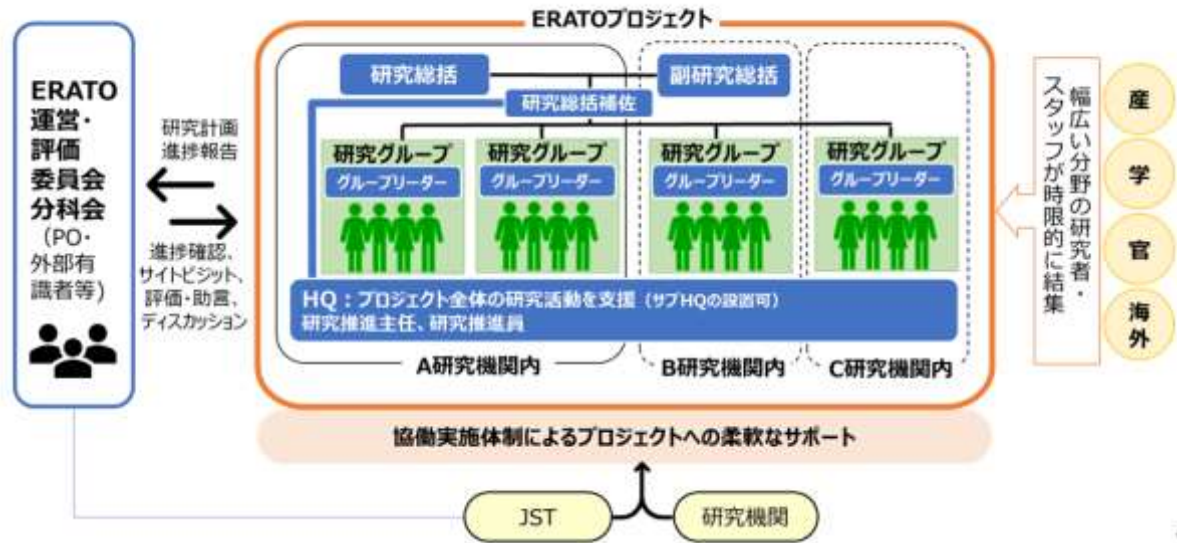 ERATOプロジェクト
ERATO
運営・
評価
委員会
分科会
(PO・
外部有
識者等)
研究計画
進捗報告
進捗確認、
サイトビジット、
評価・助言、
ディスカッション
研究総括
副研究総括
研究総括補佐
研究グループ
グループリーダー
研究グループ
グループリーダー
研究グループ
グループリーダー
研究グループ
グループリーダー
HQ：プロジェクト全体の研究活動を支援（サブHQの設置可）
研究推進主任、研究推進員
A研究機関内
B研究機関内
C研究機関内
幅広い分野の研究者・
スタッフが時限的に結集
産
学
官
海外
協働実施体制によるプロジェクトへの柔軟なサポート
JST
研究機関